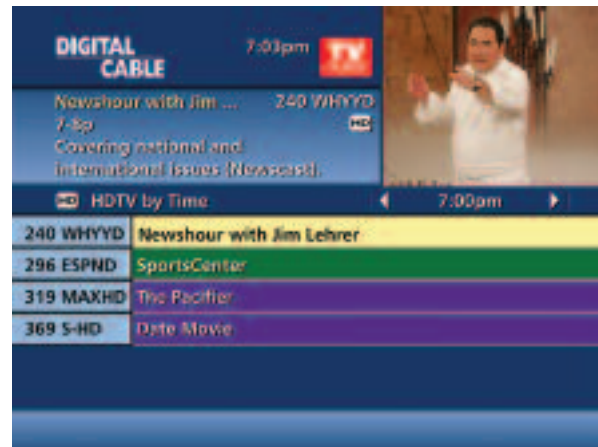 DIGITAL
CABLE
7:03pm
TV
Newshour with Jim ...
240 WHYYD
7-8p
HD
Covering national and
international issues (Newscast).
HD HDTV by Time
7:00pm
240 WHYYD Newshour with Jim Lehrer
296 ESPND SportsCenter
319 MAXHD The Pacifier
369 S-HD Date Movie